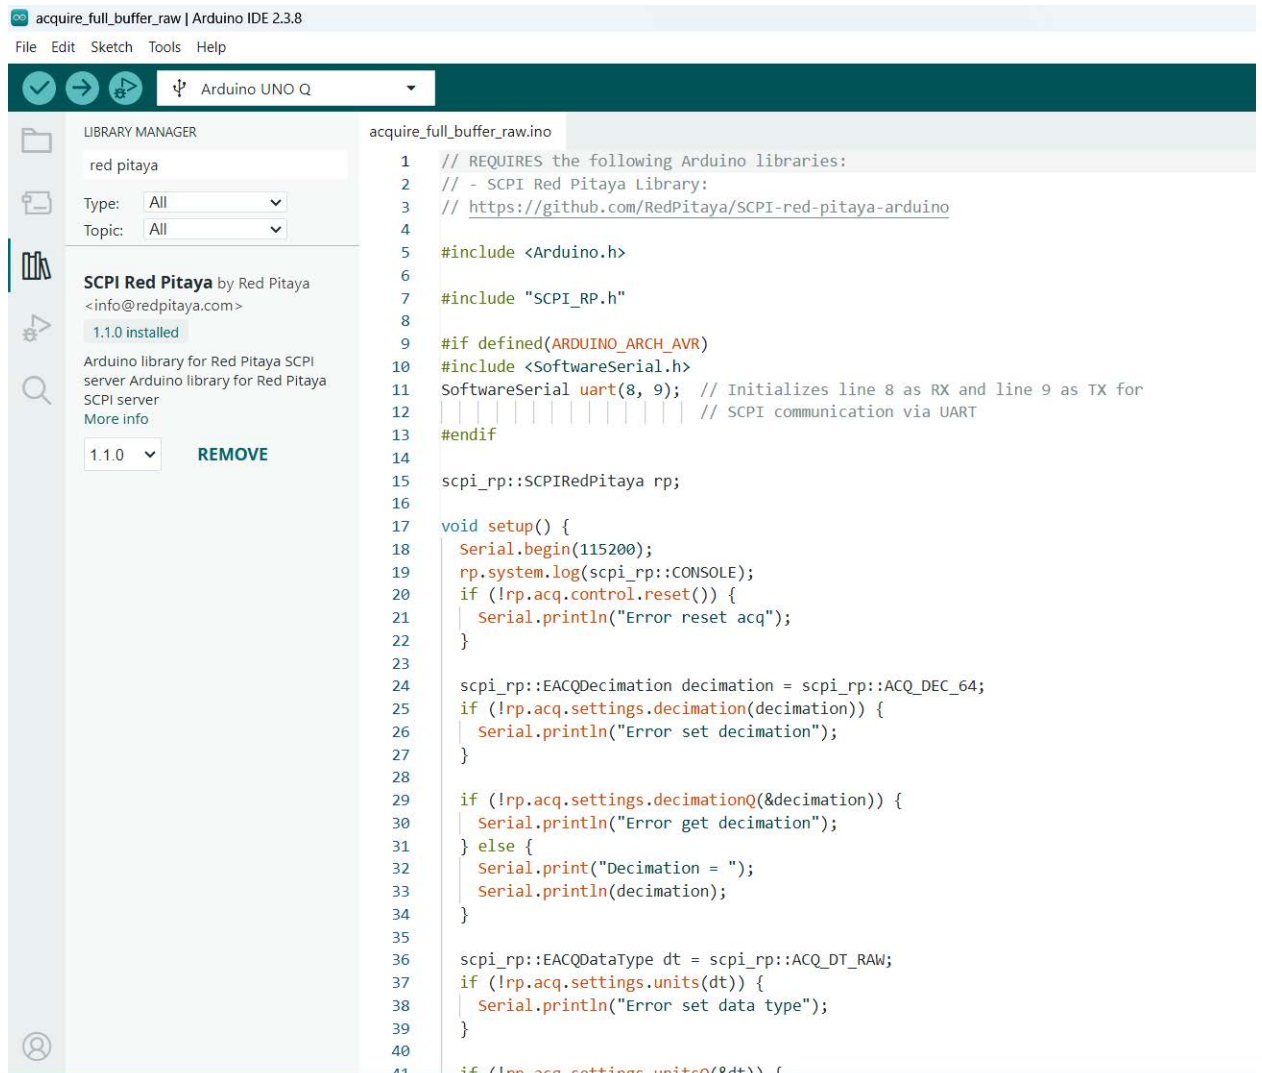 acquire_full_buffer_raw | Arduino IDE 2.3.8
File Edit Sketch Tools Help
Arduino UNO Q
LIBRARY MANAGER
red pitaya
Type: All
Topic: All
SCPI Red Pitaya by Red Pitaya
<info@redpitaya.com>
1.1.0 installed
Arduino library for Red Pitaya SCPI
server Arduino library for Red Pitaya
SCPI server
More info
1.1.0 REMOVE
acquire_full_buffer_raw.ino
1 // REQUIRES the following Arduino libraries:
2 // - SCPI Red Pitaya Library:
3 // https://github.com/RedPitaya/SCPI-red-pitaya-arduino
4
5 #include <Arduino.h>
6
7 #include "SCPI_RP.h"
8
9 #if defined(ARDUINO_ARCH_AVR)
10 #include <SoftwareSerial.h>
11 SoftwareSerial uart(8, 9);  // Initializes line 8 as RX and line 9 as TX for
12 // SCPI communication via UART
13 #endif
14
15 scpi_rp::SCPIRedPitaya rp;
16
17 void setup() {
18   Serial.begin(115200);
19   rp.system.log(scpi_rp::CONSOLE);
20   if (!rp.acq.control.reset()) {
21     Serial.println("Error reset acq");
22   }
23
24   scpi_rp::EACQDecimation decimation = scpi_rp::ACQ_DEC_64;
25   if (!rp.acq.settings.decimation(decimation)) {
26     Serial.println("Error set decimation");
27   }
28
29   if (!rp.acq.settings.decimationQ(&decimation)) {
30     Serial.println("Error get decimation");
31   } else {
32     Serial.print("Decimation = ");
33     Serial.println(decimation);
34   }
35
36   scpi_rp::EACQDataType dt = scpi_rp::ACQ_DT_RAW;
37   if (!rp.acq.settings.units(dt)) {
38     Serial.println("Error set data type");
39   }
40
41   if (!rp.acq.settings.unitsQ(&dt)) {